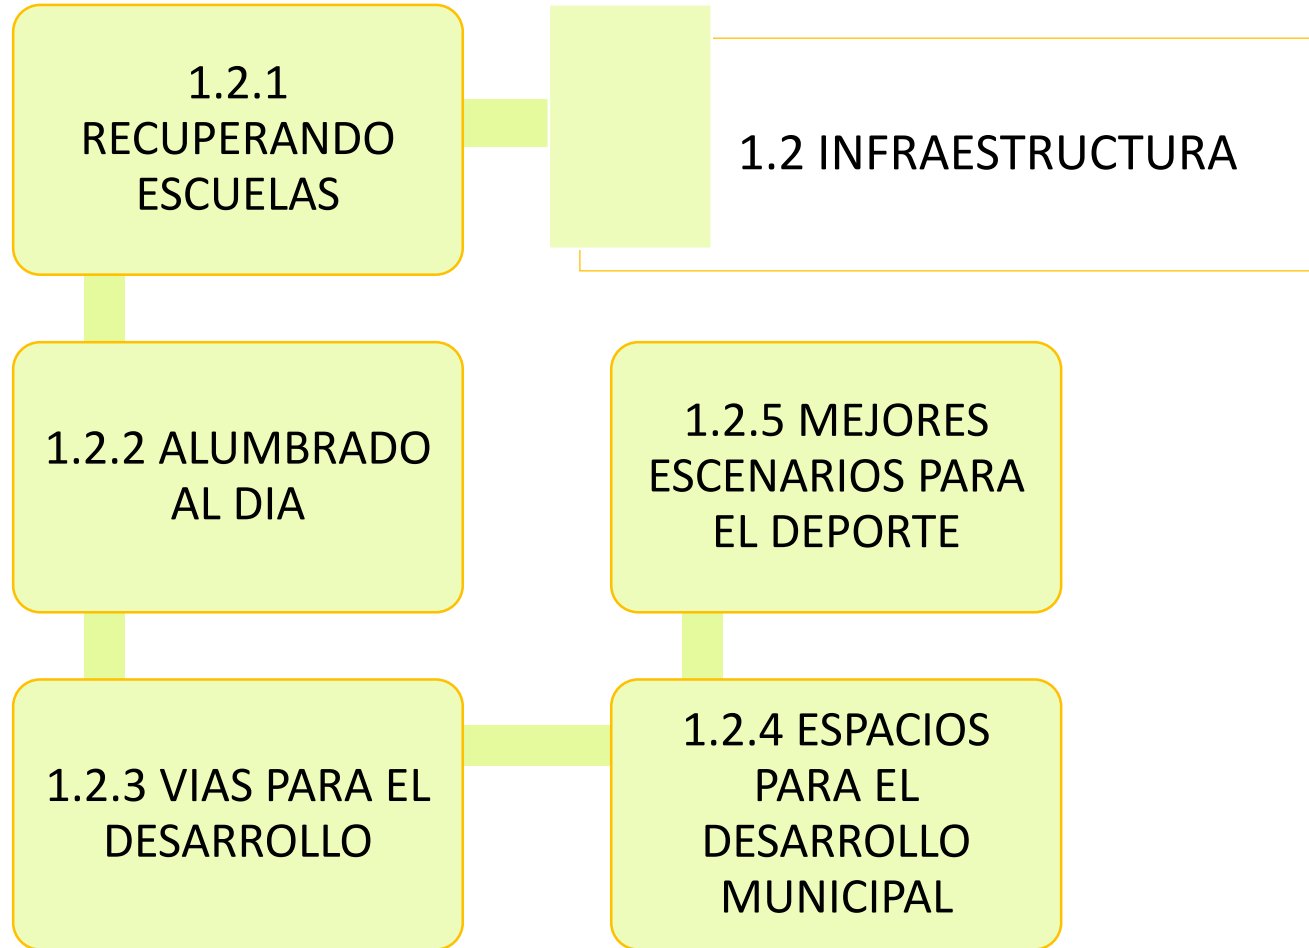 1.2 INFRAESTRUCTURA
1.2.1
RECUPERANDO
ESCUELAS
1.2.2 ALUMBRADO
AL DIA
1.2.3 VIAS PARA EL
DESARROLLO
1.2.4 ESPACIOS
PARA EL
DESARROLLO
MUNICIPAL
1.2.5 MEJORES
ESCENARIOS PARA
EL DEPORTE